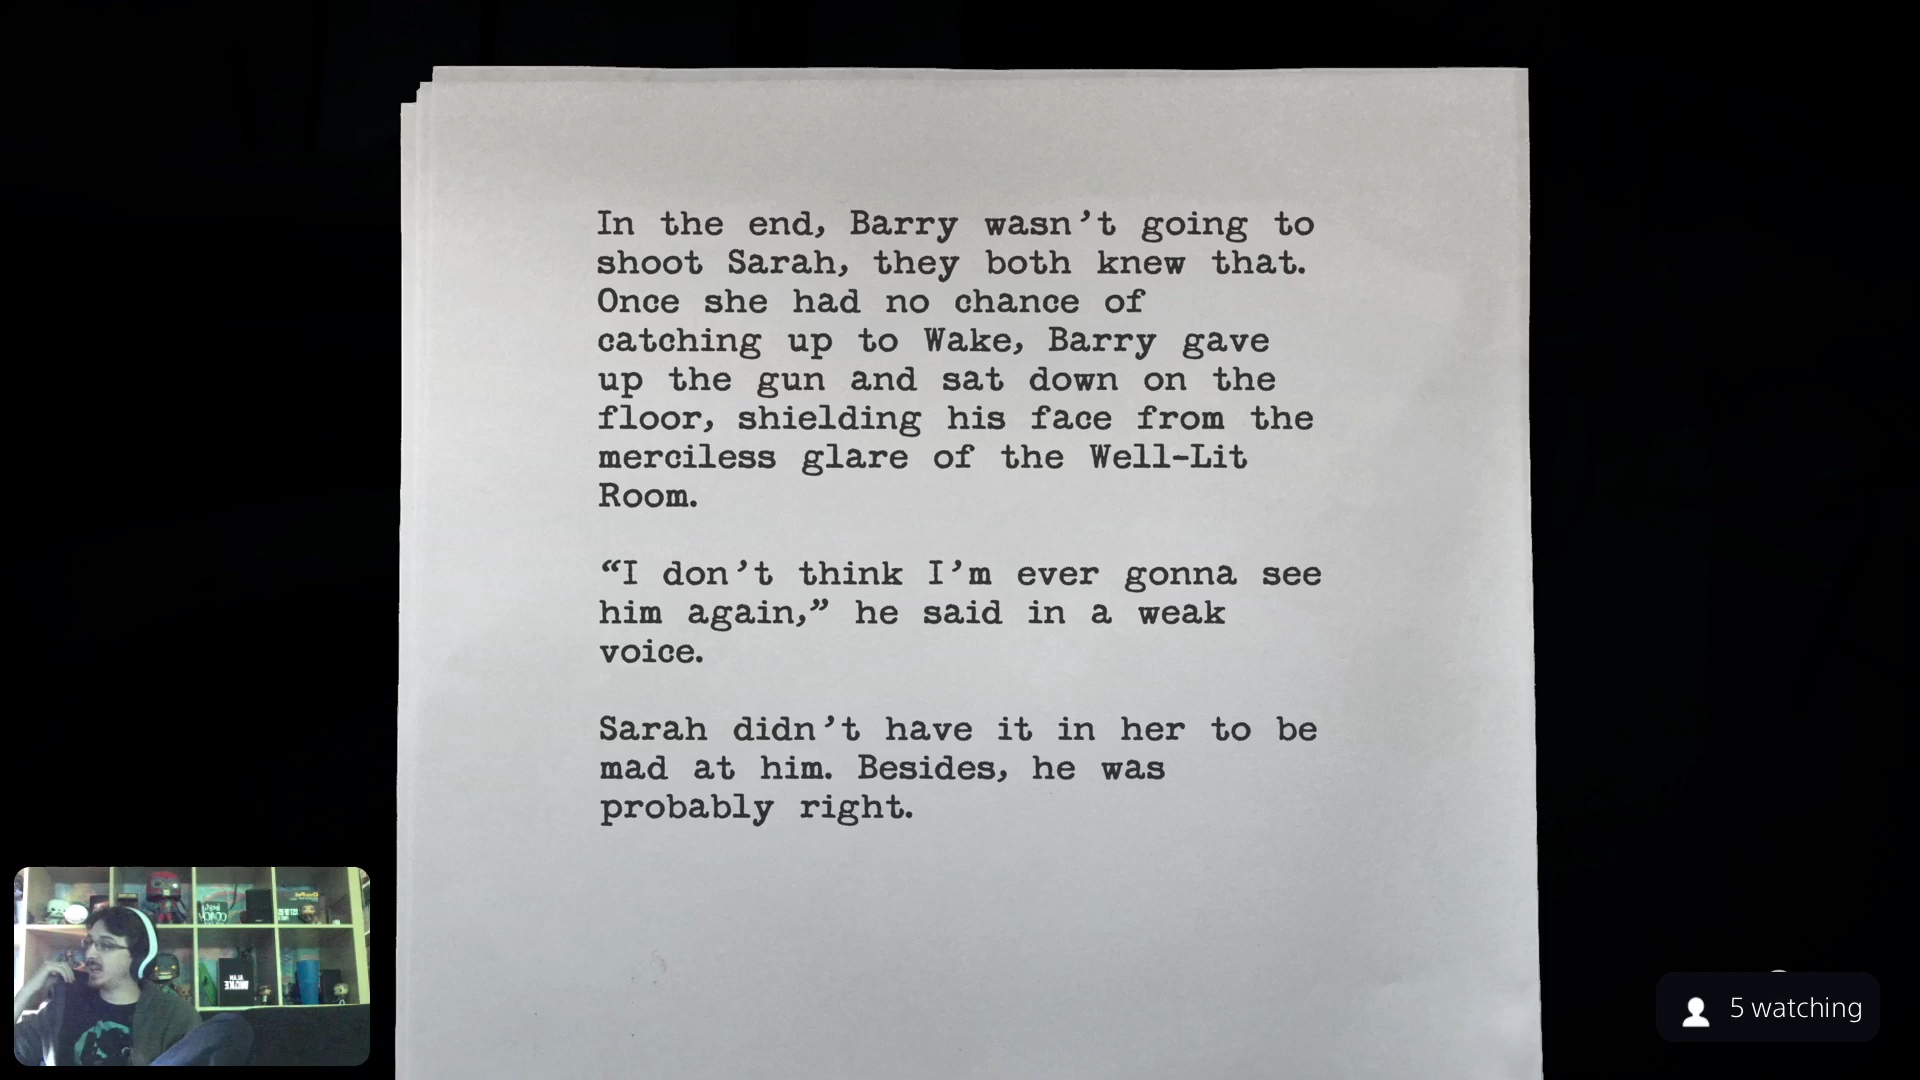 In the end, Barry wasn’t going to
shoot Sarah, they both knew that.
Once she had no chance of
catching up to Wake, Barry gave
up the gun and sat down on the
floor, shielding his face from the
merciless glare of the Well-Lit
Room.
“I don’t think I’m ever gonna see
him again,” he said in a weak
voice.
Sarah didn’t have it in her to be
mad at him. Besides, he was
probably right.
5 watching